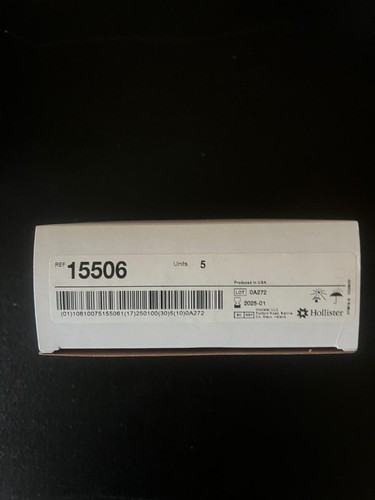 REF 15506 Units 5
Produced in USA
LOT 0A272
2025-01
(01)10610075155061(17)250100(30)5(10)0A272
Hollister